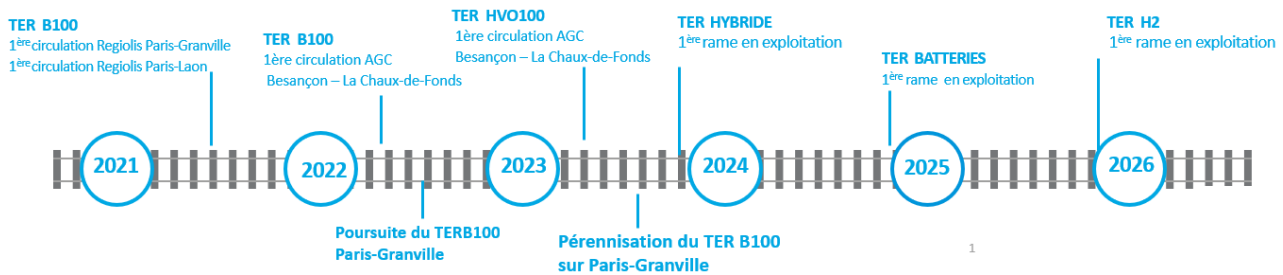 TER B100
1ère circulation Regiolis Paris-Granville
1ère circulation Regiolis Paris-Laon
TER B100
1ère circulation AGC
Besançon – La Chaux-de-Fonds
TER HVO100
1ère circulation AGC
Besançon – La Chaux-de-Fonds
TER HYBRIDE
1ère rame en exploitation
TER BATTERIES
1ère rame en exploitation
TER H2
1ère rame en exploitation
2021
2022
2023
2024
2025
2026
Poursuite du TERB100
Paris-Granville
Pérennisation du TER B100
sur Paris-Granville
1